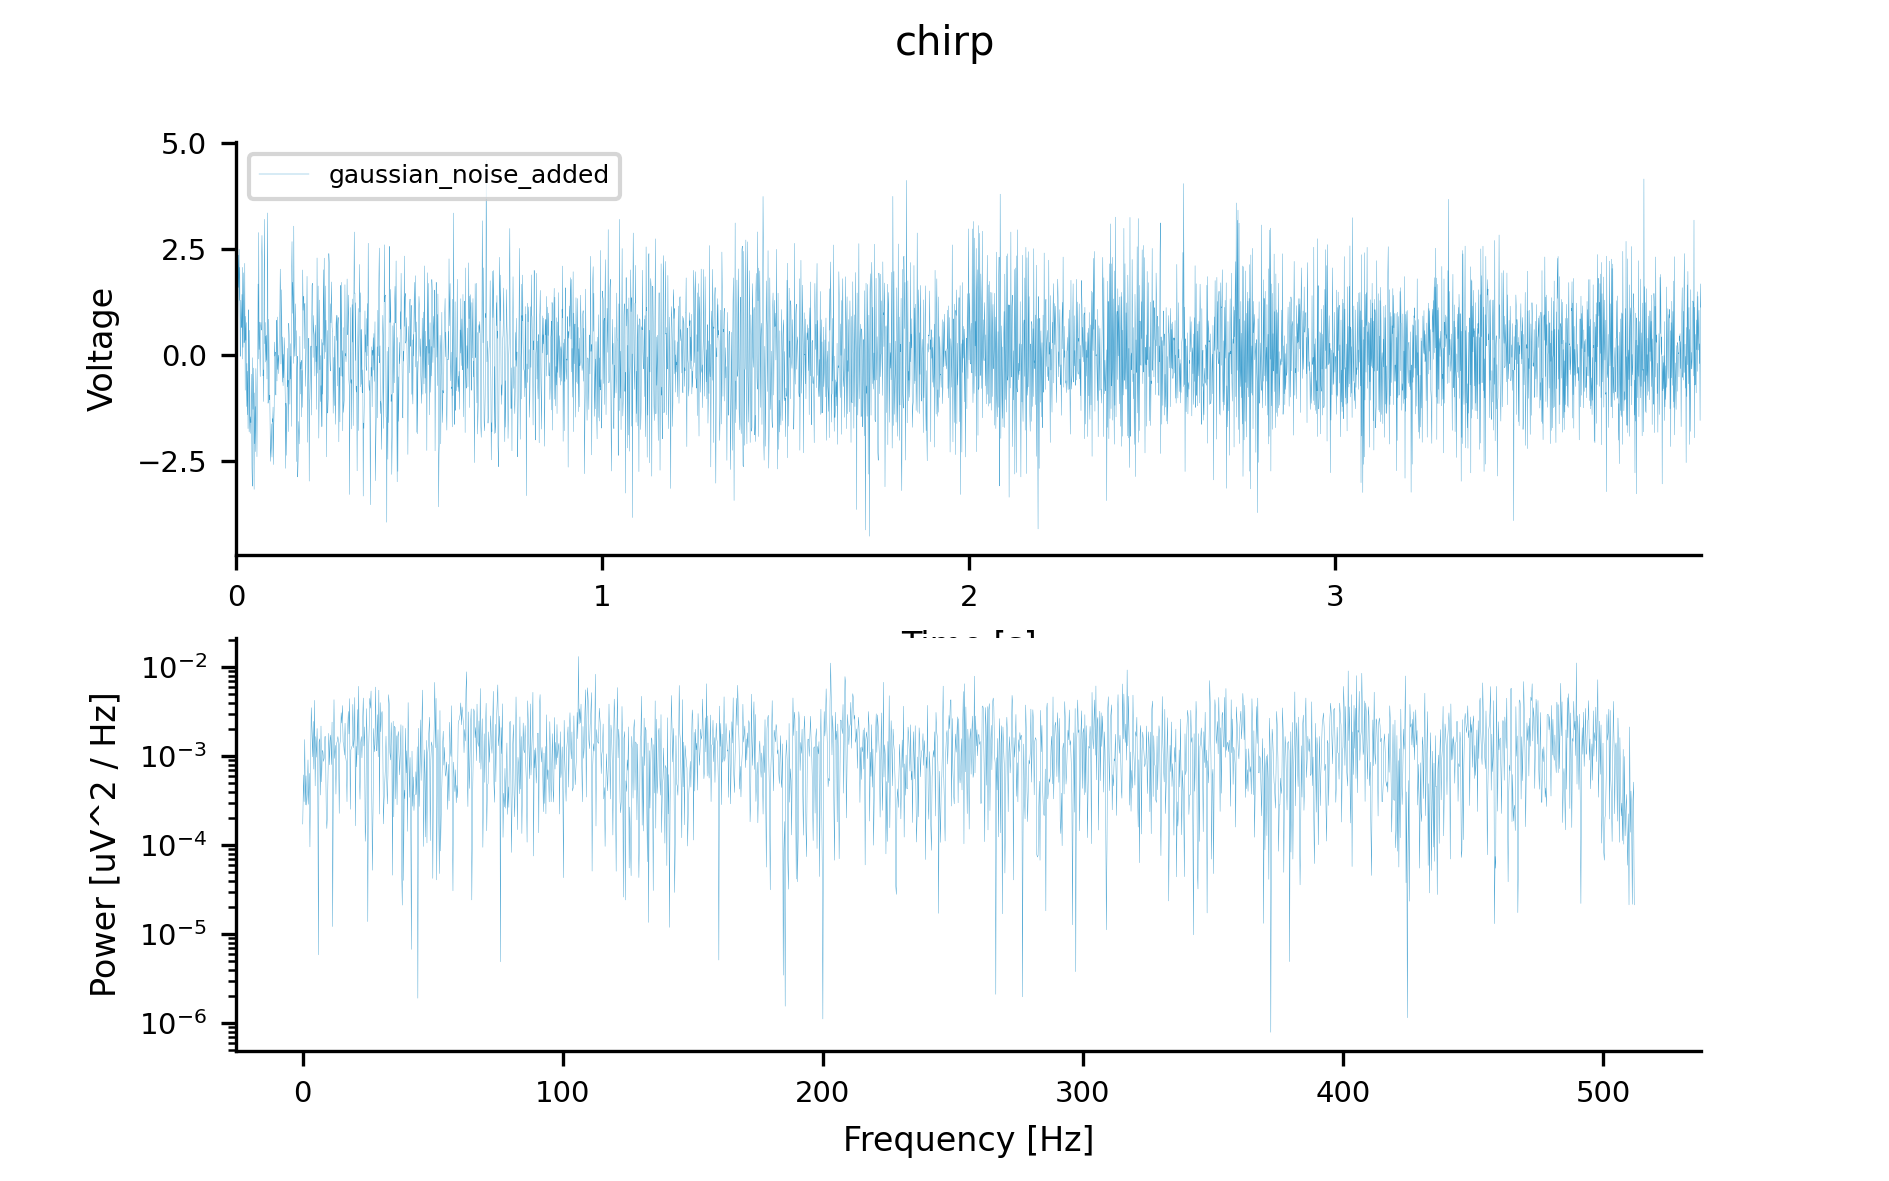 chirp
5.0
gaussian_noise_added
2.5
0.0
−2.5
Voltage
0 1 2 3
Time [s]
10⁻²
10⁻³
10⁻⁴
10⁻⁵
10⁻⁶
Power [uV^2 / Hz]
0 100 200 300 400 500
Frequency [Hz]